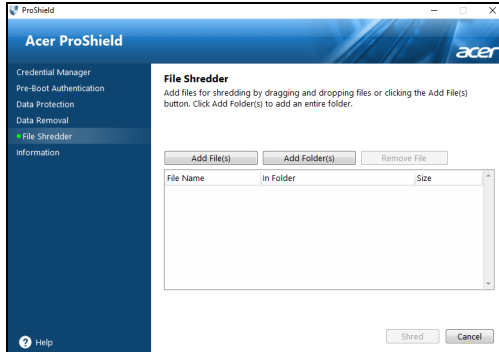 ProShield
Acer ProShield
acer
Credential Manager
Pre-Boot Authentication
Data Protection
Data Removal
File Shredder
Information
File Shredder
Add files for shredding by dragging and dropping files or clicking the Add File(s)
button. Click Add Folder(s) to add an entire folder.
Add File(s) Add Folder(s) Remove File
File Name In Folder Size
Shred Cancel
? Help